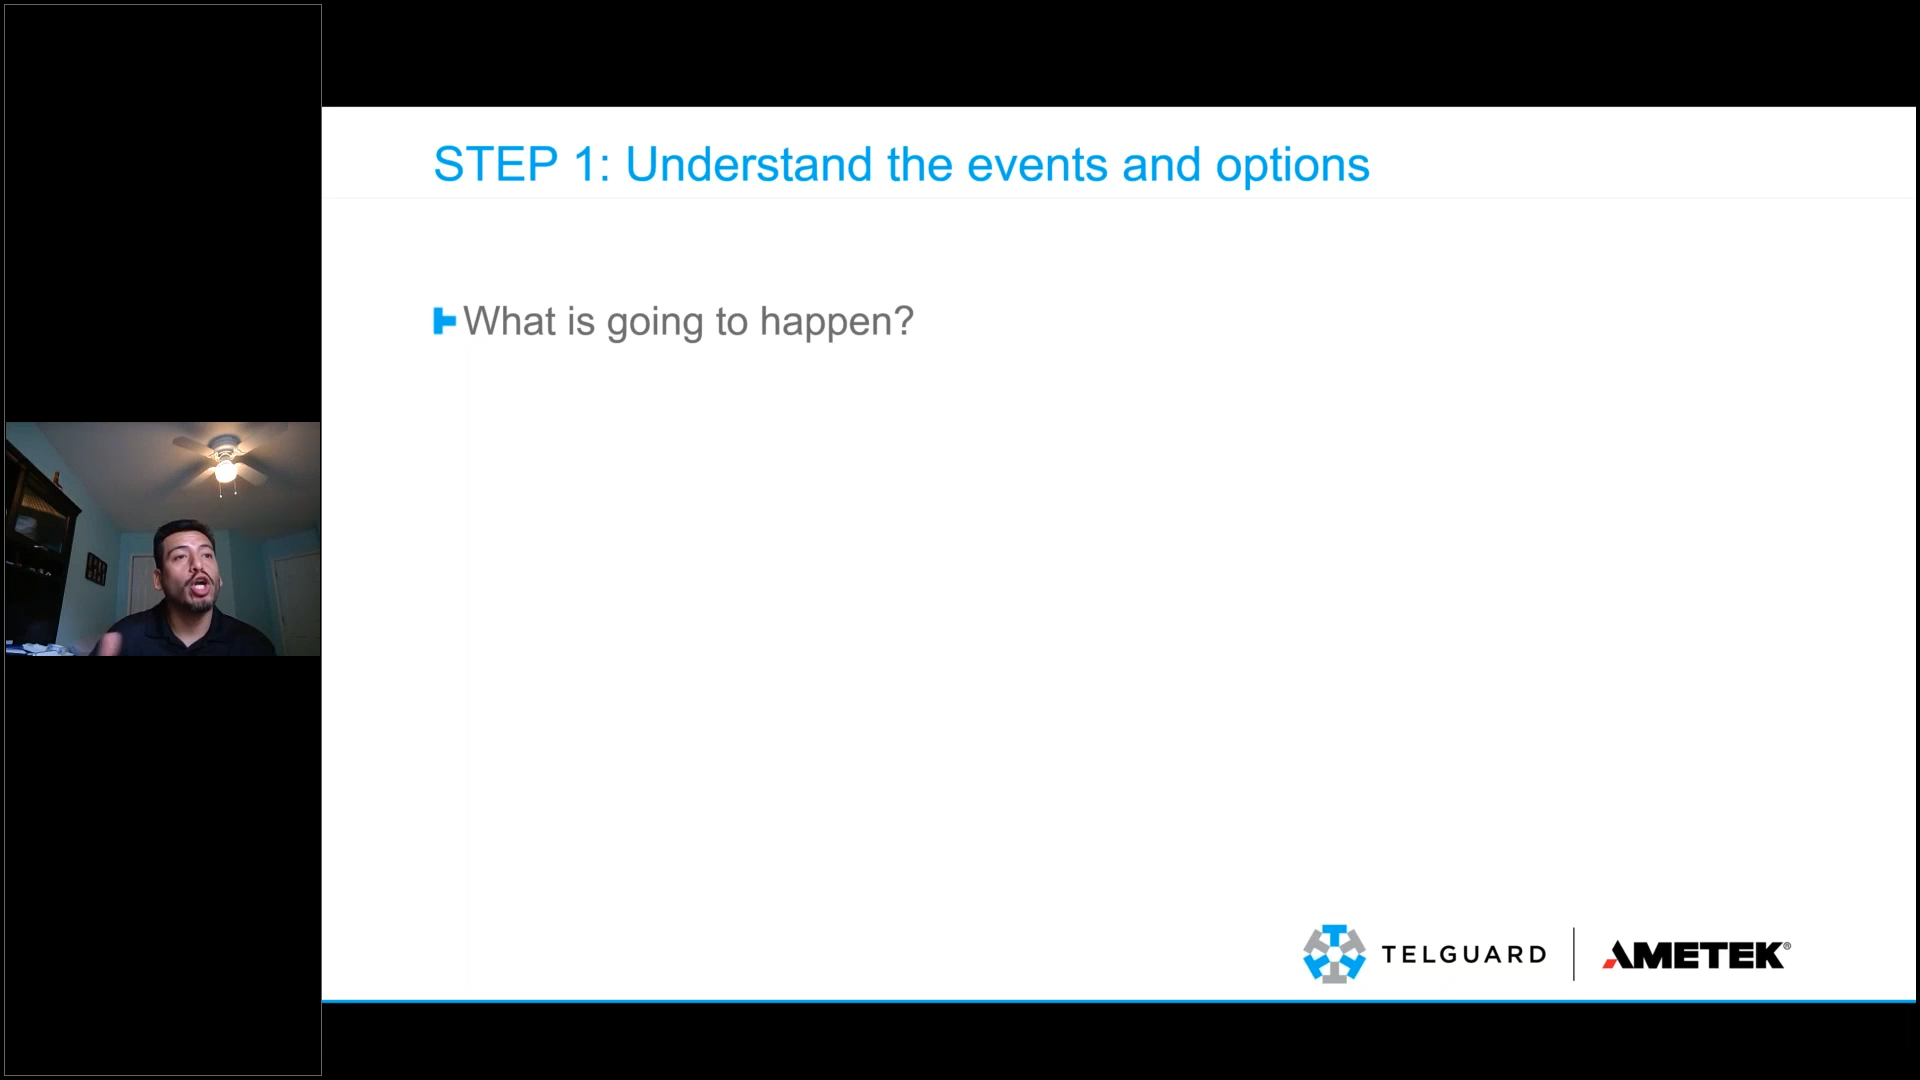 STEP 1: Understand the events and options
What is going to happen?
TELGUARD
AMETEK®